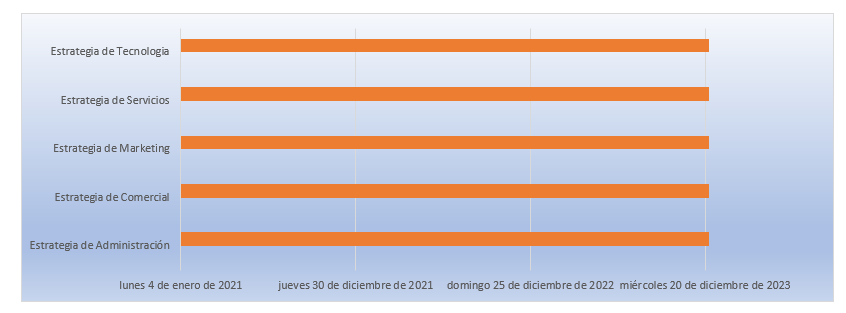 Estrategia de Tecnologia
Estrategia de Servicios
Estrategia de Marketing
Estrategia de Comercial
Estrategia de Administración
lunes 4 de enero de 2021
jueves 30 de diciembre de 2021
domingo 25 de diciembre de 2022
miércoles 20 de diciembre de 2023